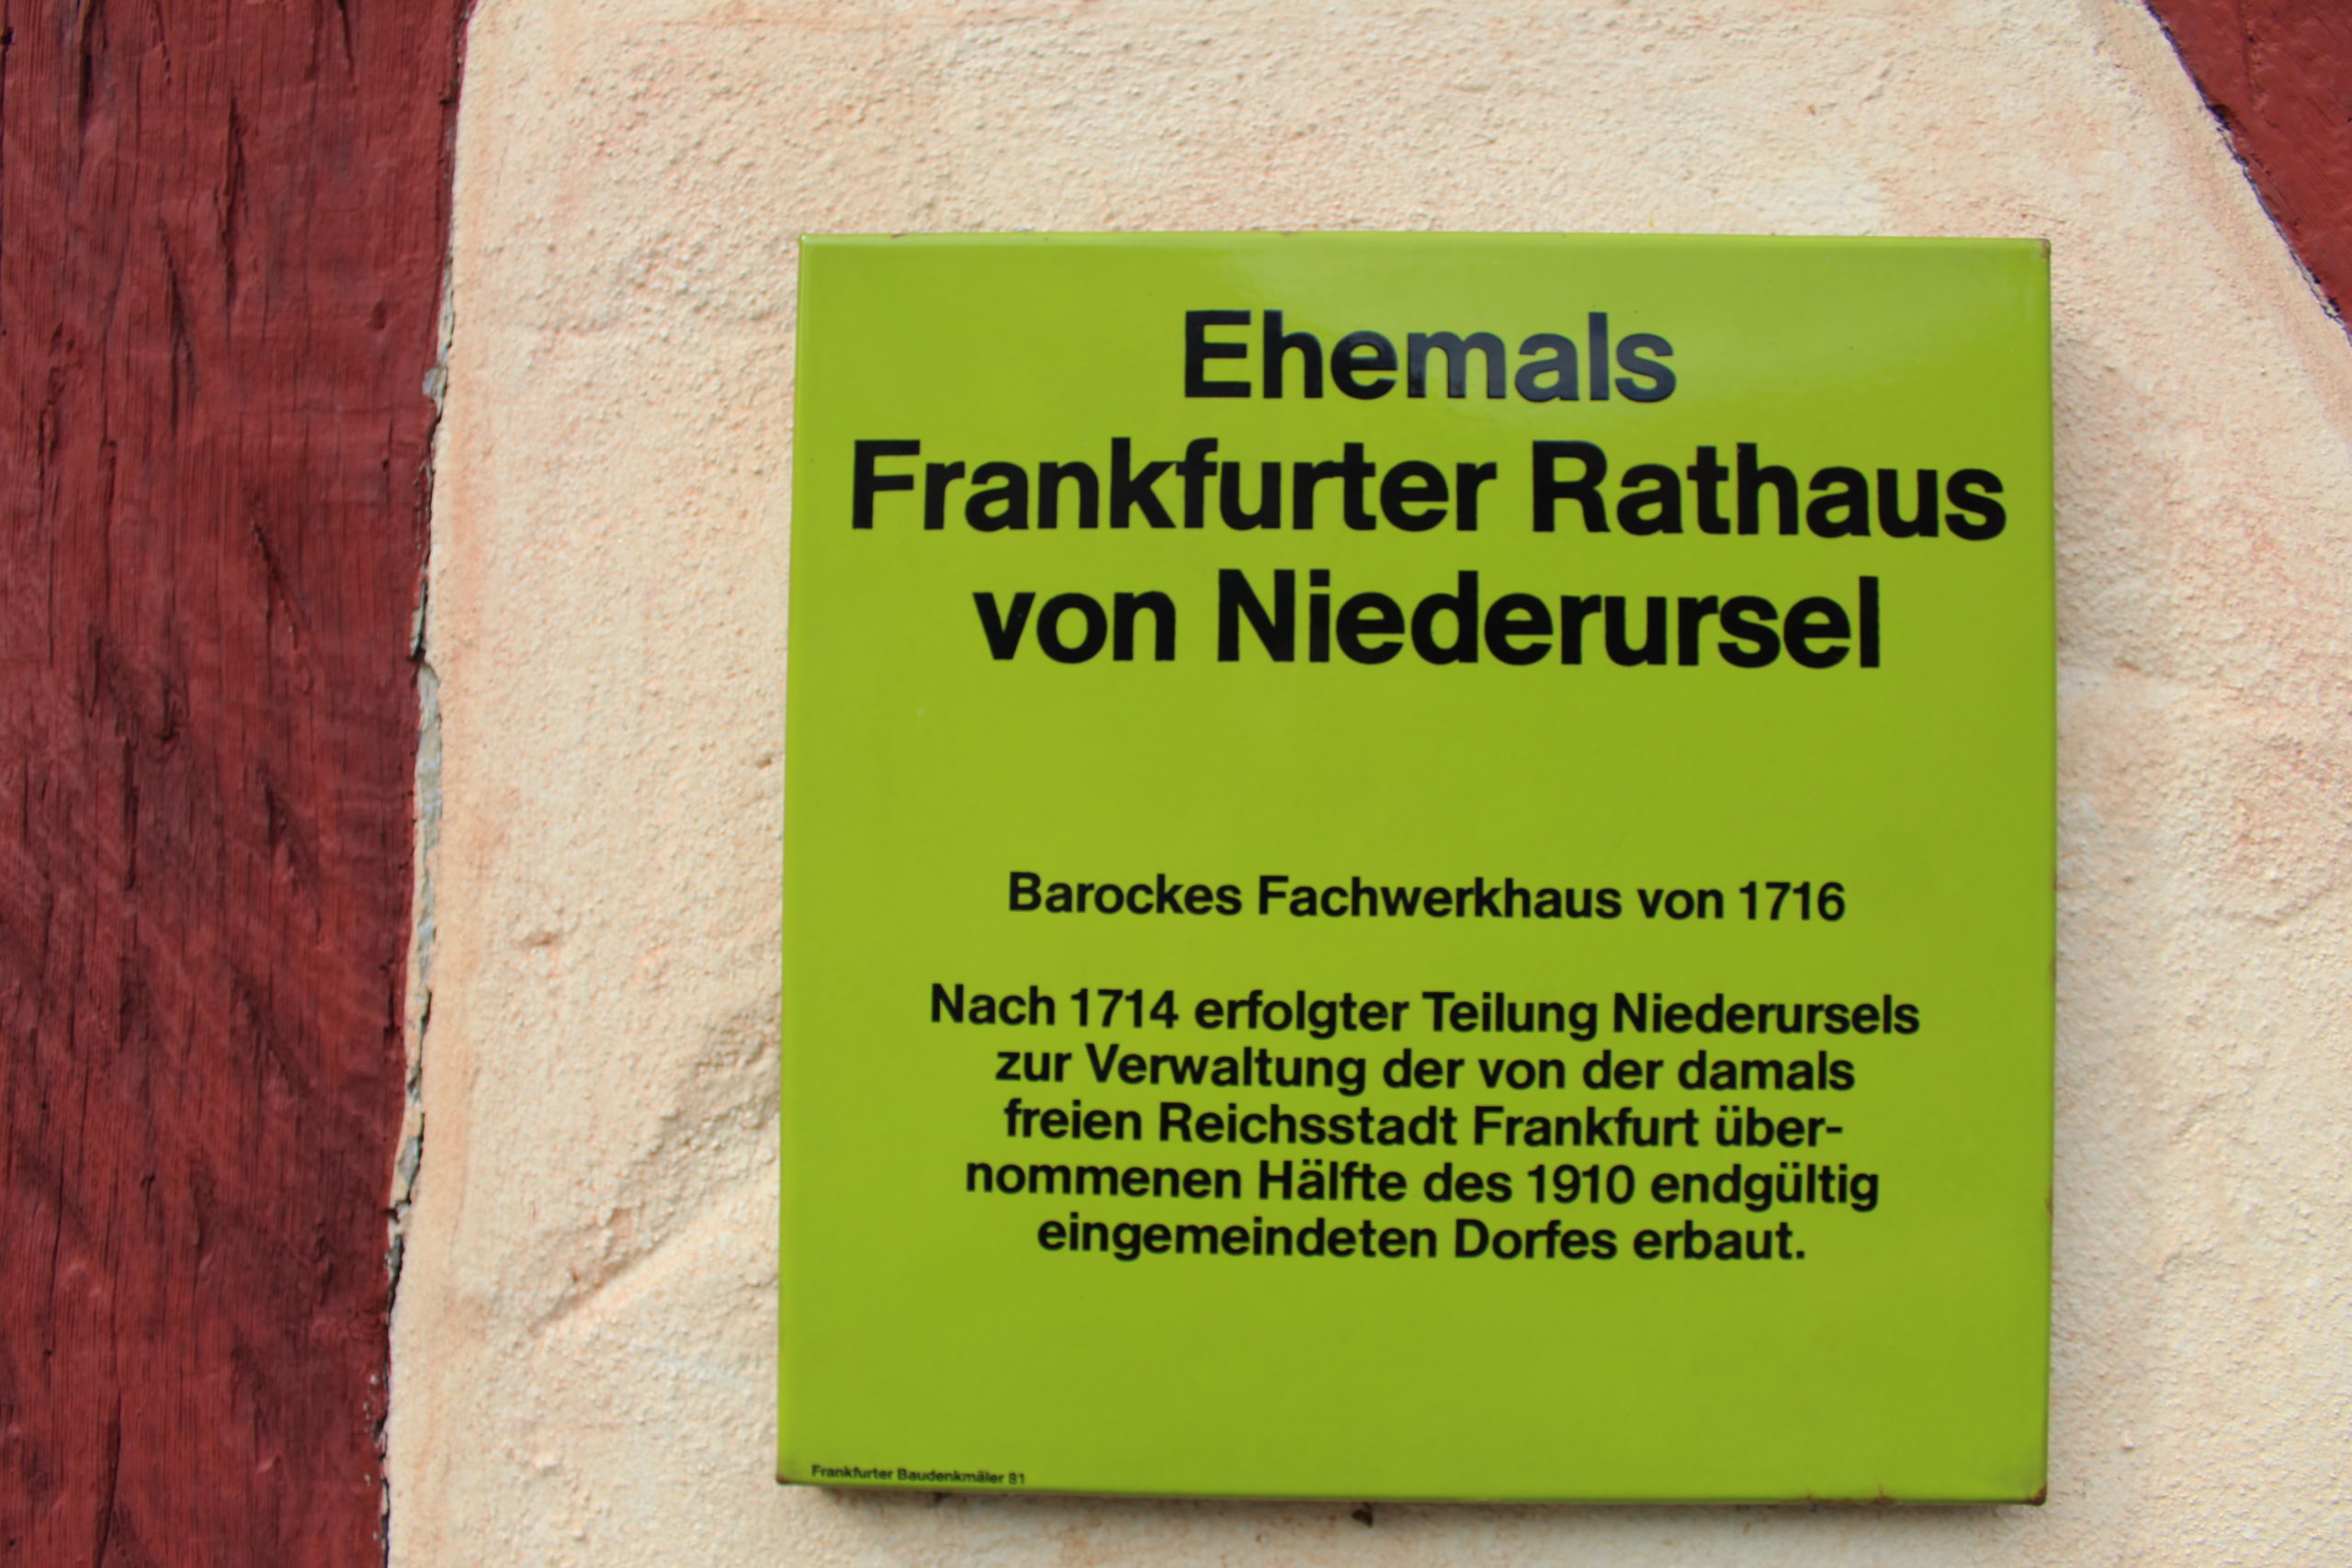 Ehemals
Frankfurter Rathaus
von Niederursel
Barockes Fachwerkhaus von 1716
Nach 1714 erfolgter Teilung Niederursels
zur Verwaltung der von der damals
freien Reichsstadt Frankfurt über-
nommenen Hälfte des 1910 endgültig
eingemeindeten Dorfes erbaut.
Frankfurter Baudenkmäler 81